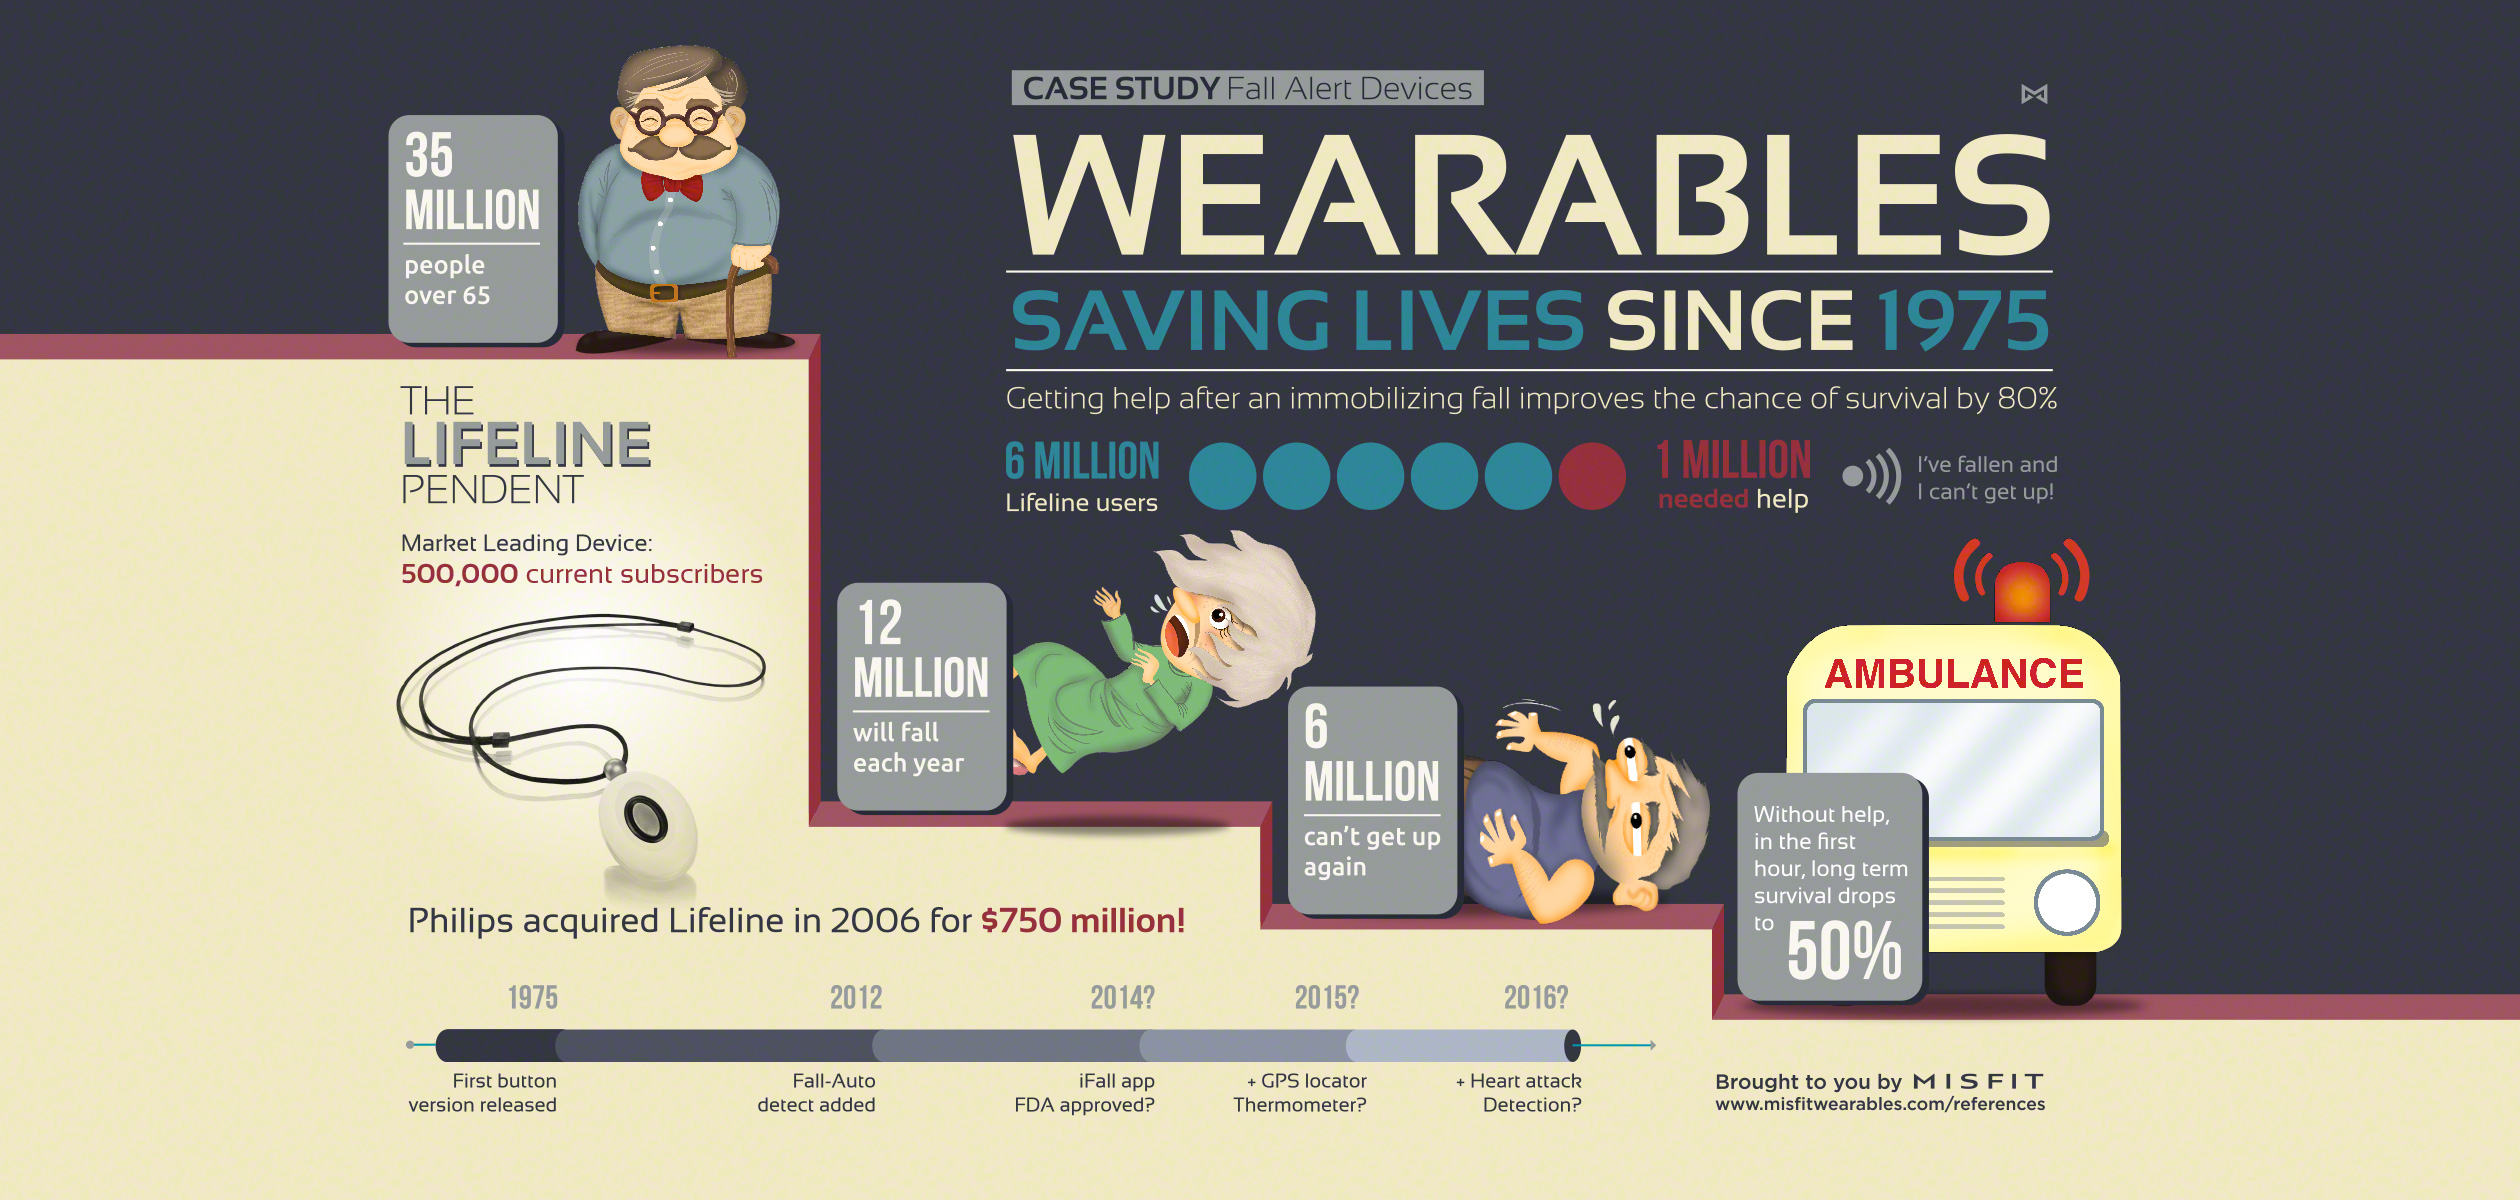 35
MILLION
people
over 65
CASE STUDY Fall Alert Devices
WEARABLES
SAVING LIVES SINCE 1975
Getting help after an immobilizing fall improves the chance of survival by 80%
6 MILLION
Lifeline users
1 MILLION
needed help
I've fallen and
I can't get up!
THE
LIFELINE
PENDENT
Market Leading Device:
500,000 current subscribers
12
MILLION
will fall
each year
6
MILLION
can't get up
again
AMBULANCE
Without help,
in the first
hour, long term
survival drops
to 50%
Philips acquired Lifeline in 2006 for $750 million!
1975
First button
version released
2012
Fall-Auto
detect added
2014?
iFall app
FDA approved?
2015?
+ GPS locator
Thermometer?
2016?
+ Heart attack
Detection?
Brought to you by MISFIT
www.misfitwearables.com/references